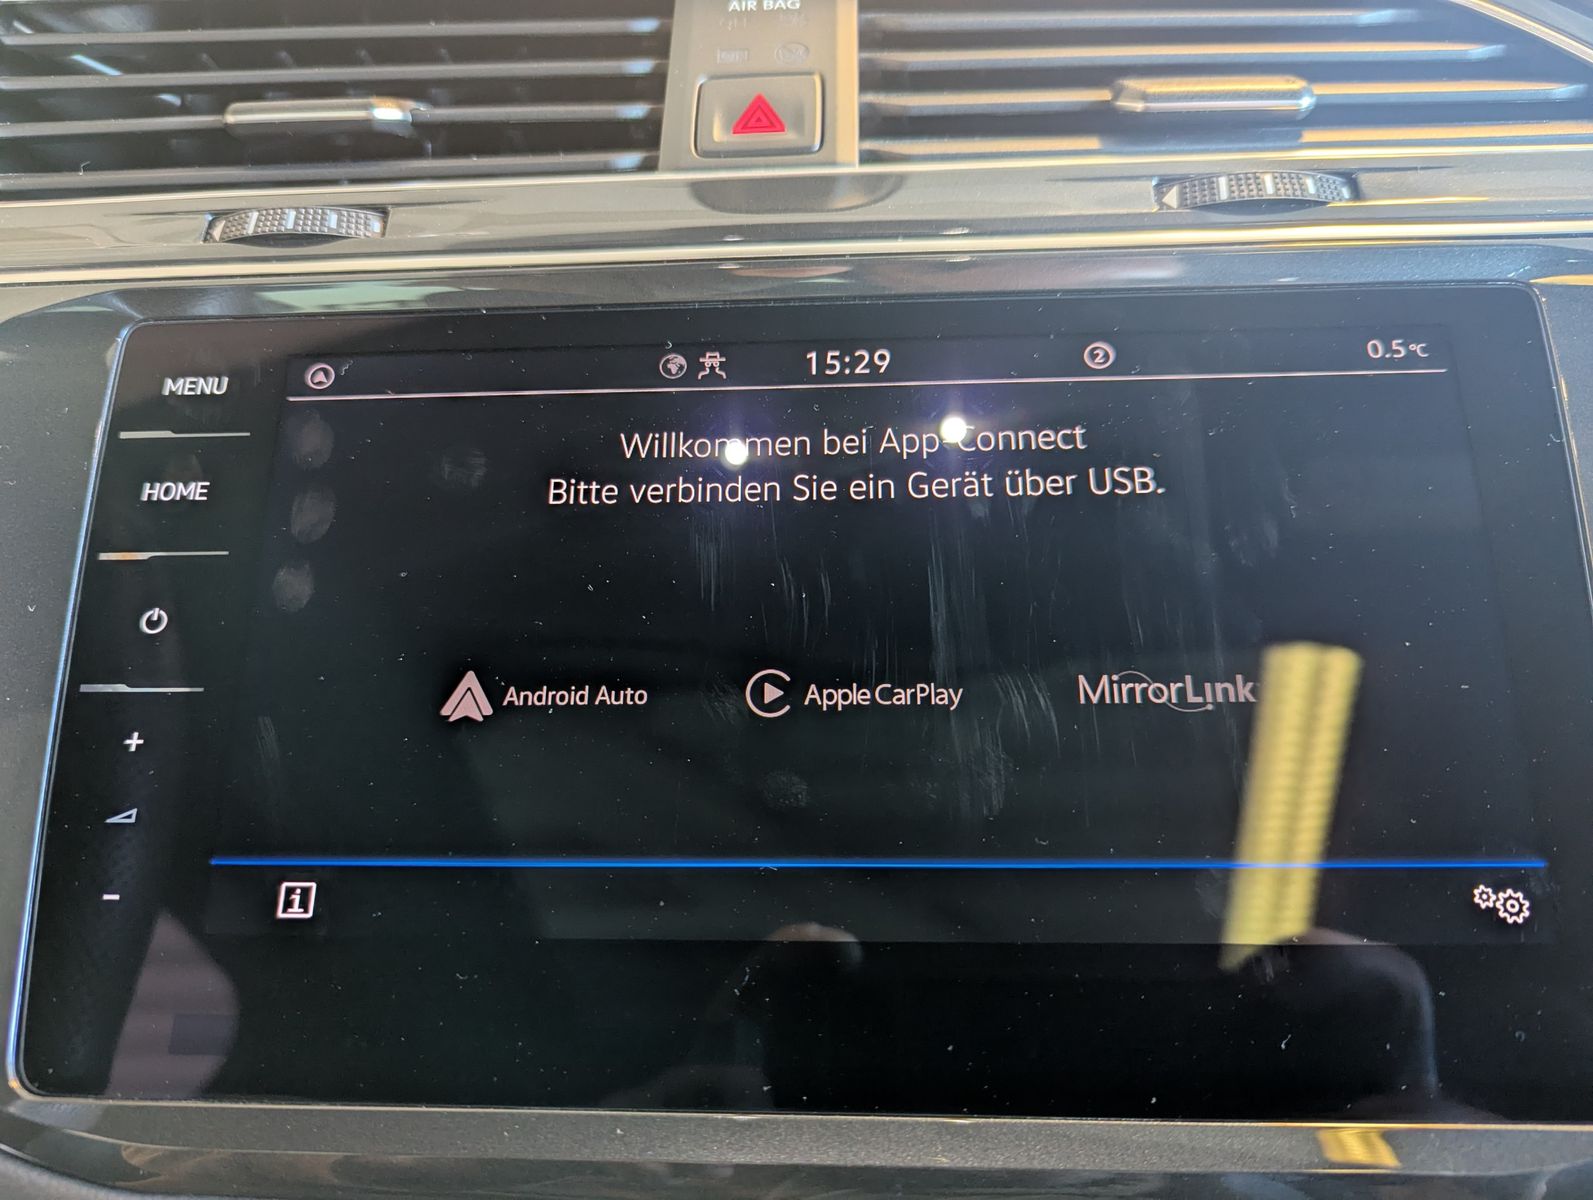 AIR BAG
MENU
15:29
2
0.5°C
Willkommen bei App-Connect
HOME
Bitte verbinden Sie ein Gerät über USB.
Android Auto
Apple CarPlay
MirrorLink
+
-
i